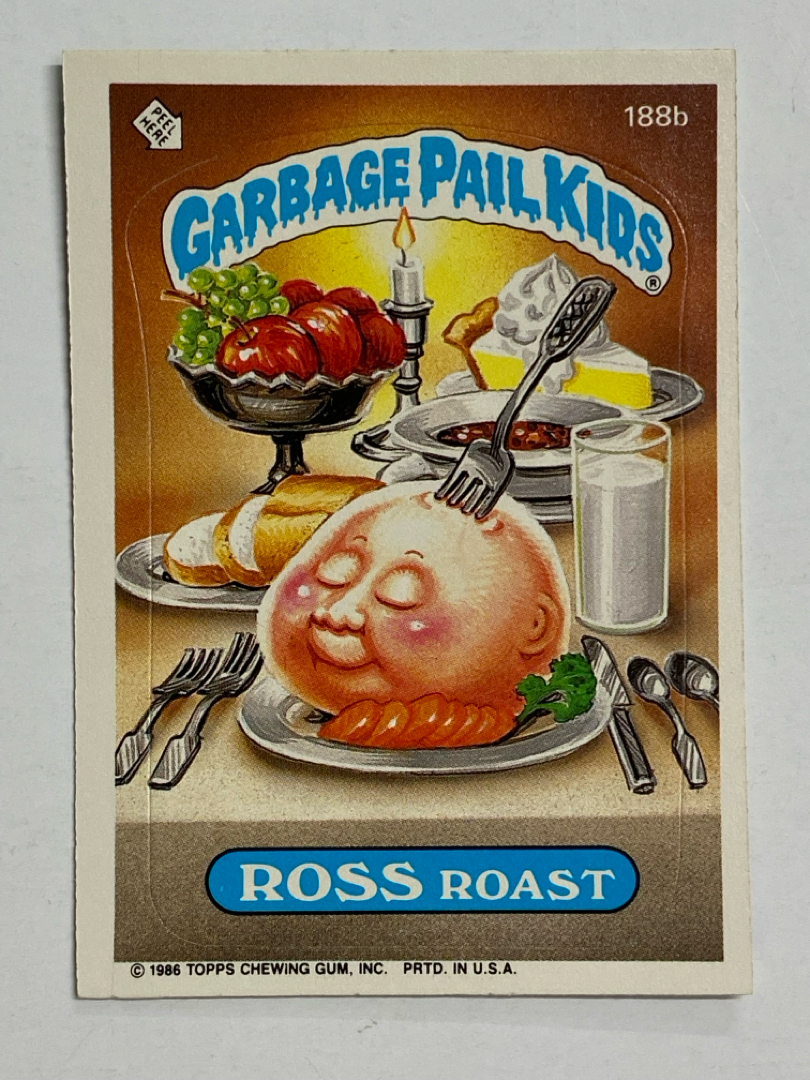 PEEL
HERE
188b
GARBAGE PAIL KIDS
®
ROSS ROAST
© 1986 TOPPS CHEWING GUM, INC. PRTD. IN U.S.A.